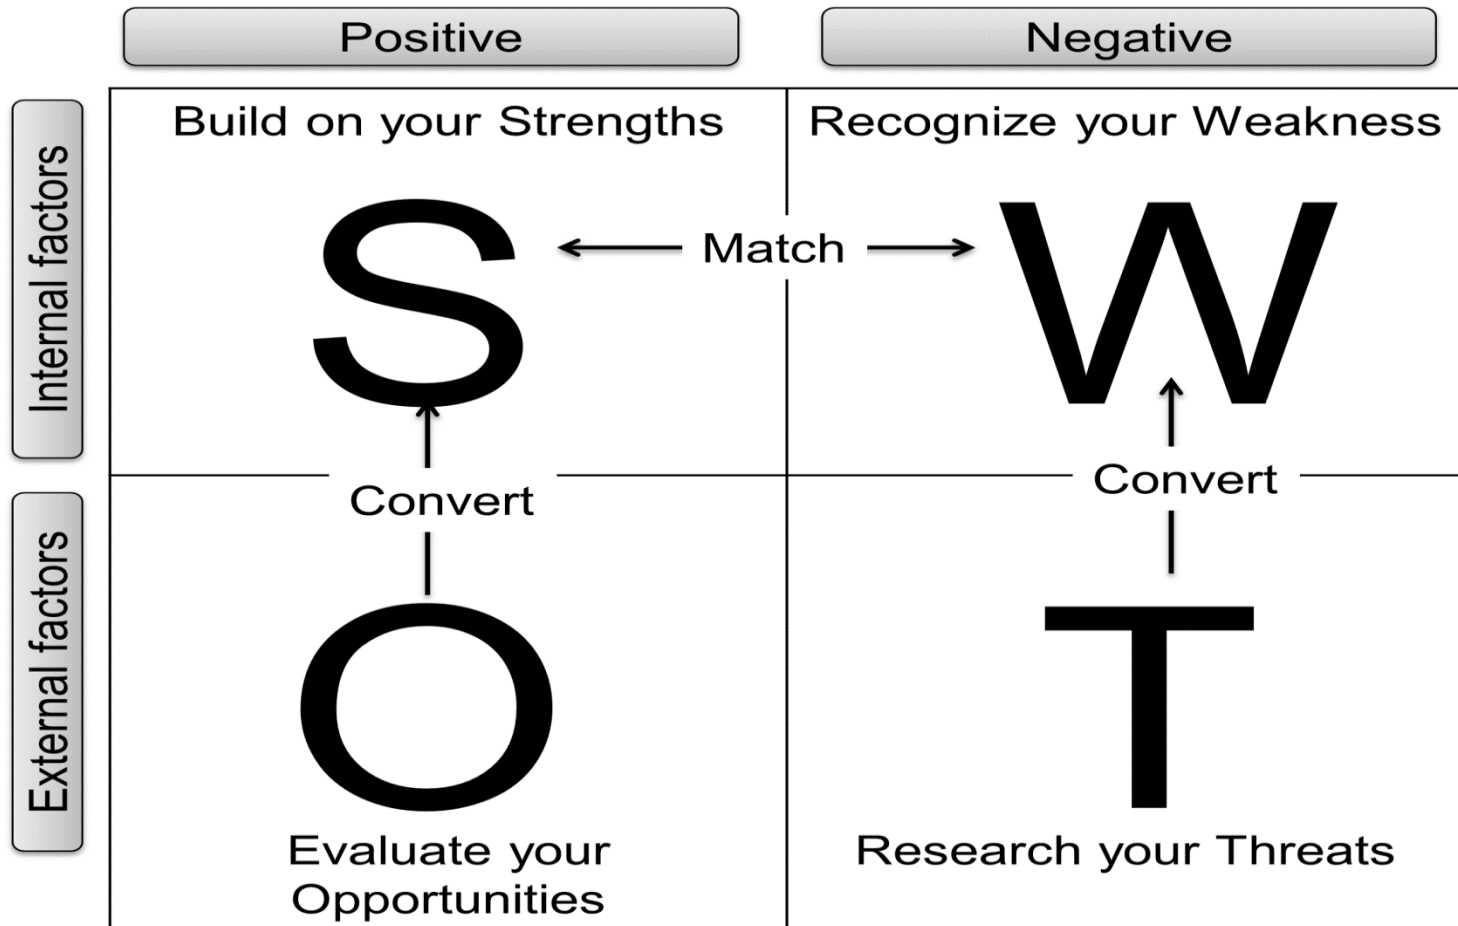 Positive
Negative
Internal factors
Build on your Strengths
Recognize your Weakness
S
Match
W
Convert
Convert
External factors
O
T
Evaluate your
Opportunities
Research your Threats